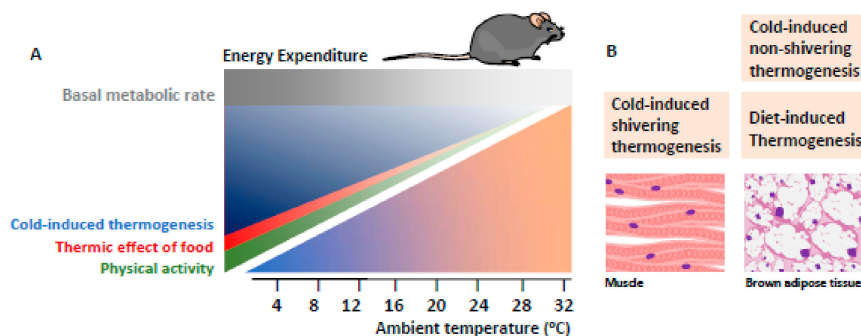 A
Energy Expenditure
Basal metabolic rate
Cold-induced thermogenesis
Thermic effect of food
Physical activity
4 8 12 16 20 24 28 32
Ambient temperature (ºC)
B
Cold-induced
non-shivering
thermogenesis
Cold-induced
shivering
thermogenesis
Diet-induced
Thermogenesis
Muscle
Brown adipose tissue